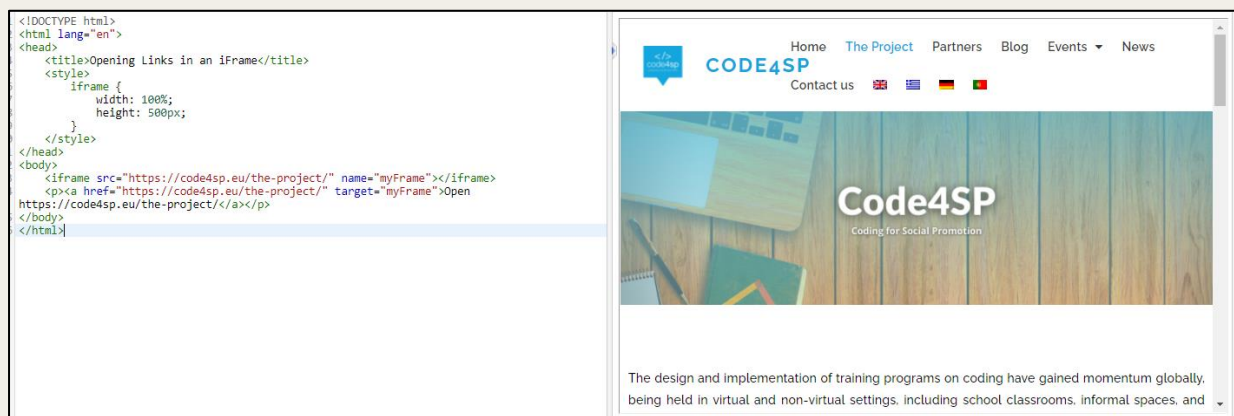 <!DOCTYPE html>
<html lang="en">
<head>
<title>Opening Links in an iFrame</title>
<style>
iframe {
width: 100%;
height: 500px;
}
</style>
</head>
<body>
<iframe src="https://code4sp.eu/the-project/" name="myFrame"></iframe>
<p><a href="https://code4sp.eu/the-project/" target="myFrame">Open
https://code4sp.eu/the-project/</a></p>
</body>
</html>
</>
code4sp
CODE4SP
Home The Project Partners Blog Events News
Contact us
Code4SP
Coding for Social Promotion
The design and implementation of training programs on coding have gained momentum globally,
being held in virtual and non-virtual settings, including school classrooms, informal spaces, and